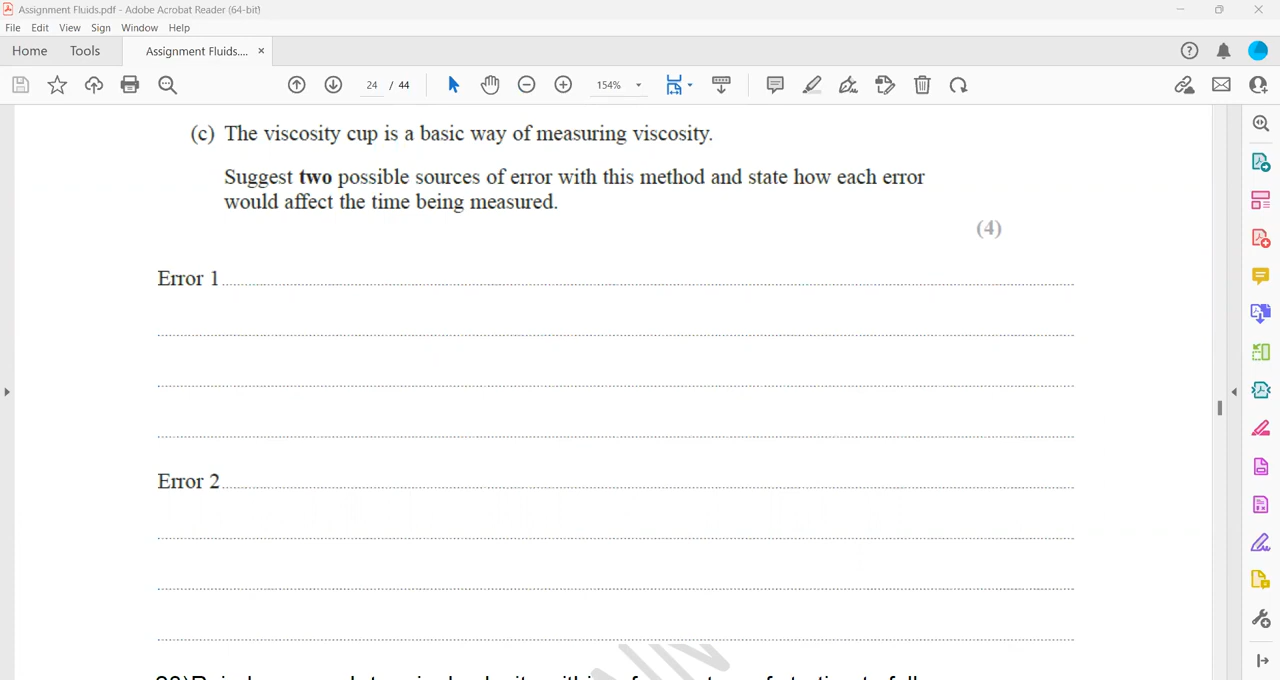 Assignment Fluids.pdf - Adobe Acrobat Reader (64-bit)
File Edit View Sign Window Help
Home Tools Assignment Fluids.... ×
24 / 44 154%
(c) The viscosity cup is a basic way of measuring viscosity.
Suggest two possible sources of error with this method and state how each error
would affect the time being measured.
(4)
Error 1
Error 2